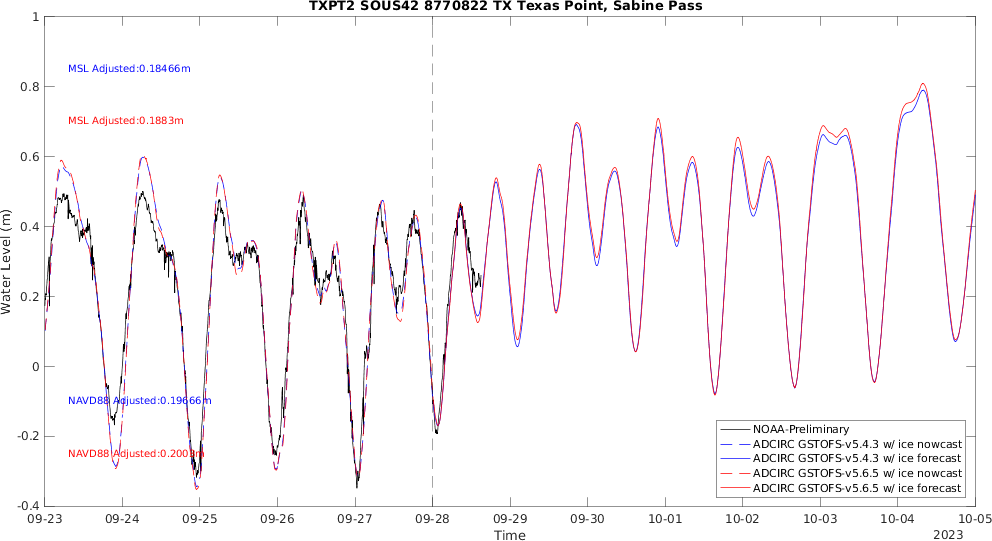 TXPT2 SOUS42 8770822 TX Texas Point, Sabine Pass
1
0.8
0.6
0.4
0.2
0
-0.2
-0.4
Water Level (m)
MSL Adjusted:0.18466m
MSL Adjusted:0.1883m
NAVD88 Adjusted:0.19666m
NAVD88 Adjusted:0.2003m
NOAA-Preliminary
ADCIRC GSTOFS-v5.4.3 w/ ice nowcast
ADCIRC GSTOFS-v5.4.3 w/ ice forecast
ADCIRC GSTOFS-v5.6.5 w/ ice nowcast
ADCIRC GSTOFS-v5.6.5 w/ ice forecast
09-23 09-24 09-25 09-26 09-27 09-28 09-29 09-30 10-01 10-02 10-03 10-04 10-05
Time
2023